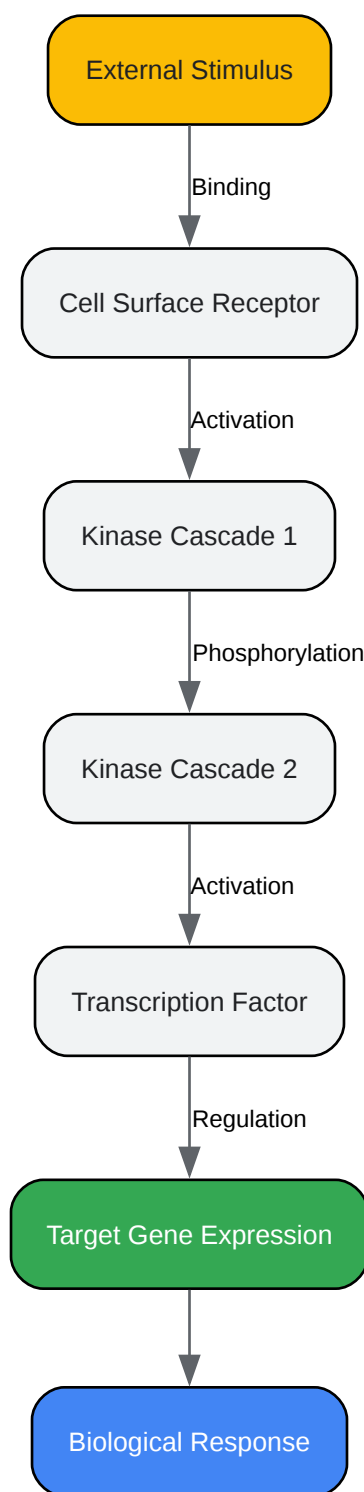 External Stimulus
Binding
Cell Surface Receptor
Activation
Kinase Cascade 1
Phosphorylation
Kinase Cascade 2
Activation
Transcription Factor
Regulation
Target Gene Expression
Biological Response